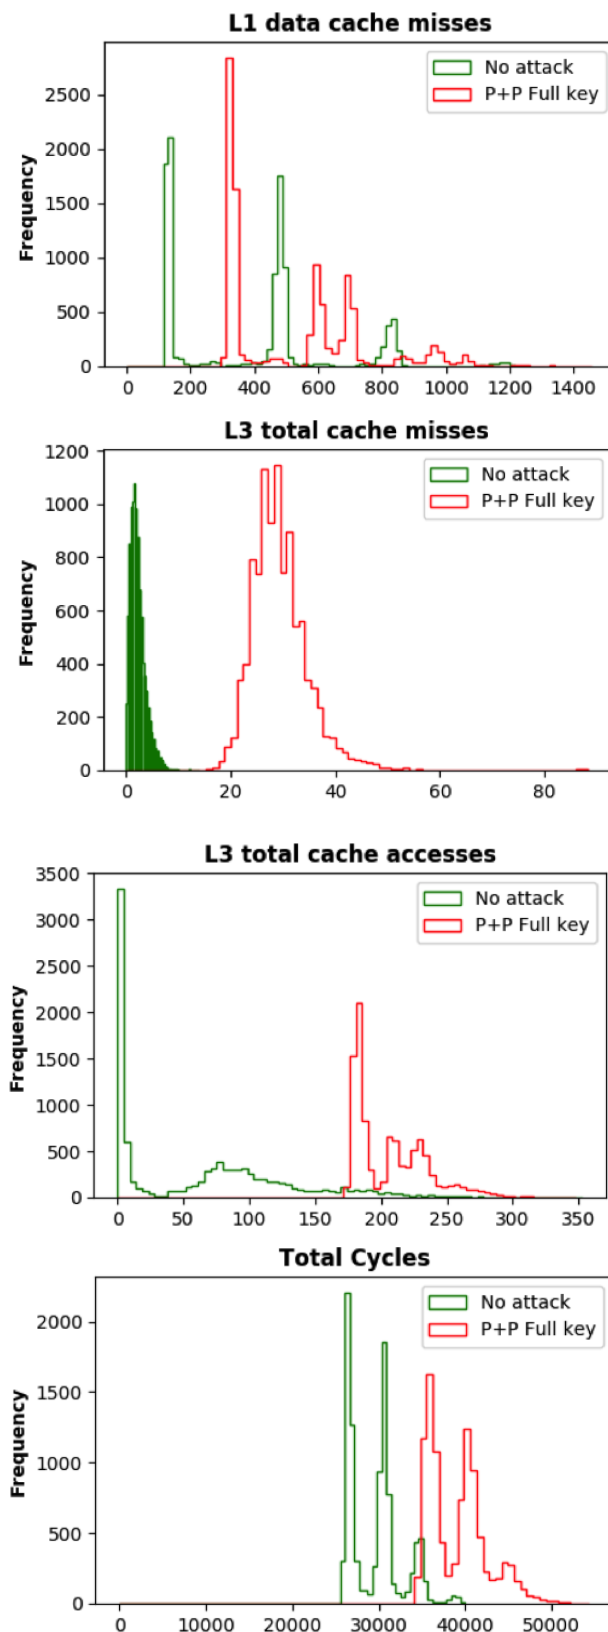 L1 data cache misses
No attack
P+P Full key
Frequency
2500
2000
1500
1000
500
0
0 200 400 600 800 1000 1200 1400
L3 total cache misses
No attack
P+P Full key
Frequency
1200
1000
800
600
400
200
0
0 20 40 60 80
L3 total cache accesses
No attack
P+P Full key
Frequency
3500
3000
2500
2000
1500
1000
500
0
0 50 100 150 200 250 300 350
Total Cycles
No attack
P+P Full key
Frequency
2000
1500
1000
500
0
0 10000 20000 30000 40000 50000